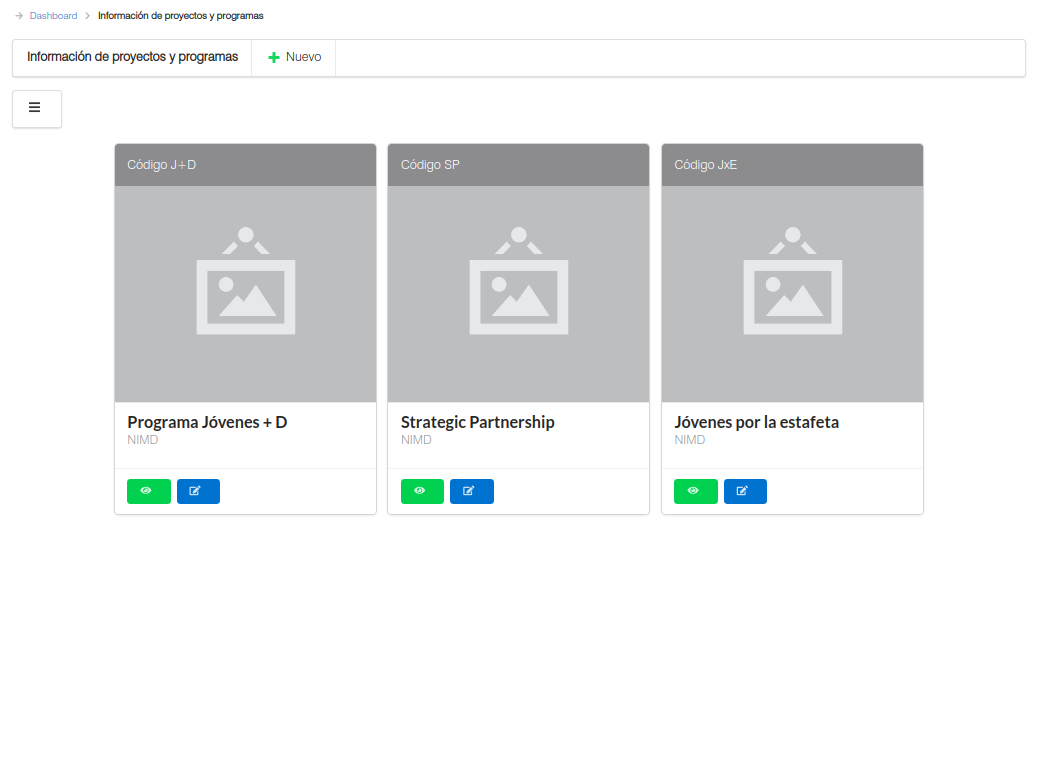 Dashboard
Información de proyectos y programas
Información de proyectos y programas
Nuevo
Código J+D
Código SP
Código JxE
Programa Jóvenes + D
NIMD
Strategic Partnership
NIMD
Jóvenes por la estafeta
NIMD